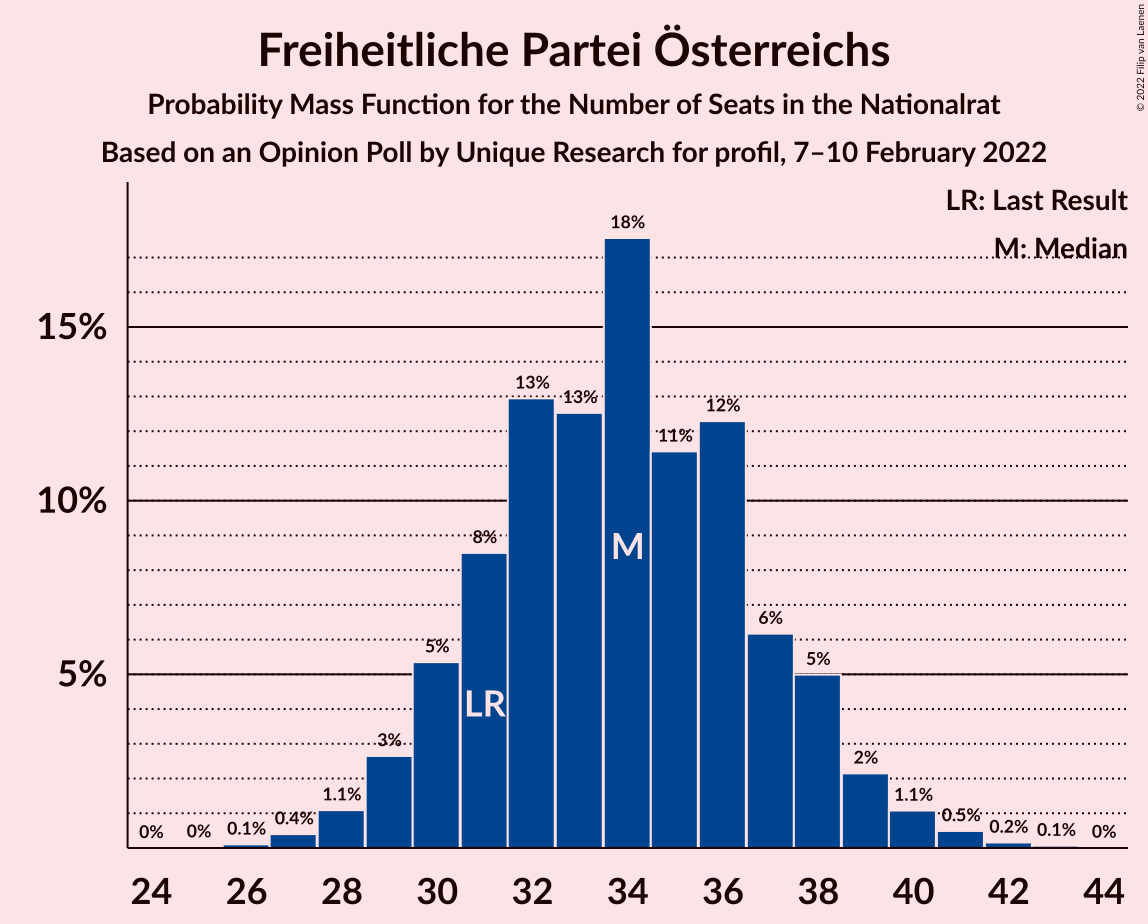 Freiheitliche Partei Österreichs
Probability Mass Function for the Number of Seats in the Nationalrat
Based on an Opinion Poll by Unique Research for profil, 7–10 February 2022
© 2022 Filip van Laenen
LR: Last Result
M: Median
15%
10%
5%
0%
0%
0.1%
0.4%
1.1%
3%
5%
8%
13%
13%
18%
11%
12%
6%
5%
2%
1.1%
0.5%
0.2%
0.1%
0%
LR
M
24 26 28 30 32 34 36 38 40 42 44